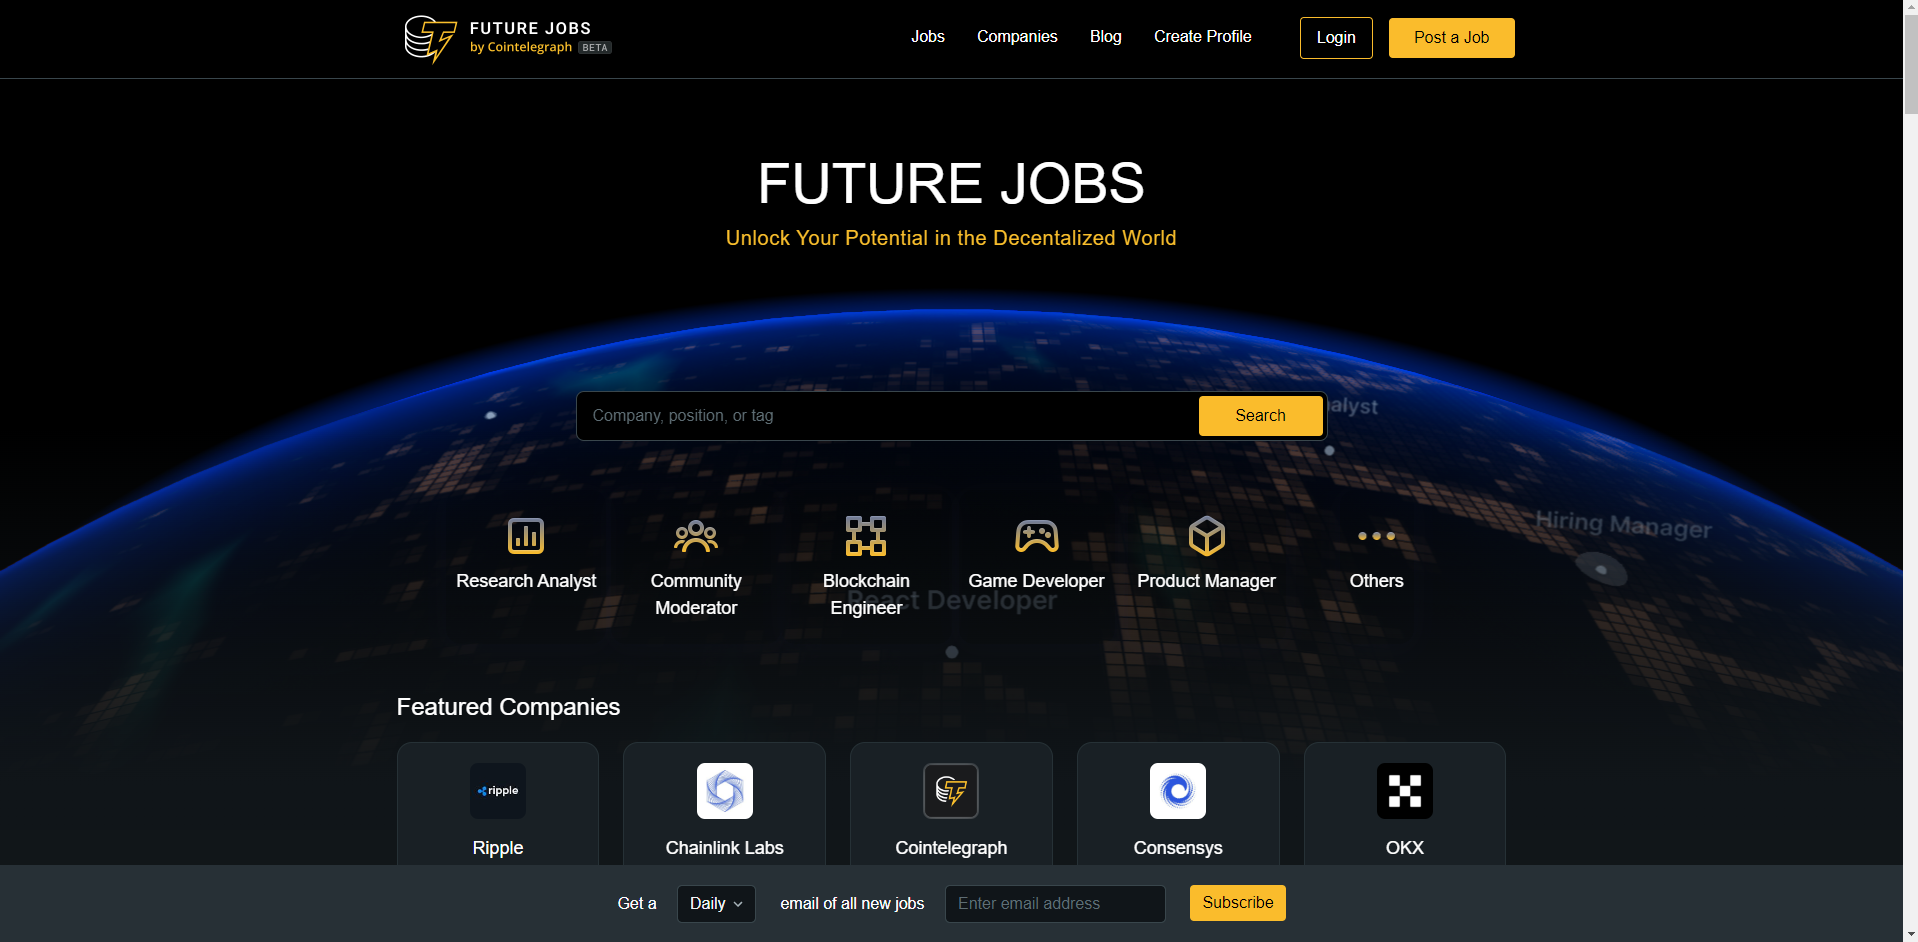 FUTURE JOBS
by Cointelegraph BETA
Jobs
Companies
Blog
Create Profile
Login
Post a Job
FUTURE JOBS
Unlock Your Potential in the Decentalized World
Company, position, or tag
Search
alyst
Hiring Manager
Research Analyst
Community
Moderator
Blockchain
Engineer
Game Developer
Product Manager
Others
React Developer
Featured Companies
ripple
Ripple
Chainlink Labs
Cointelegraph
Consensys
OKX
Get a
Daily
email of all new jobs
Enter email address
Subscribe